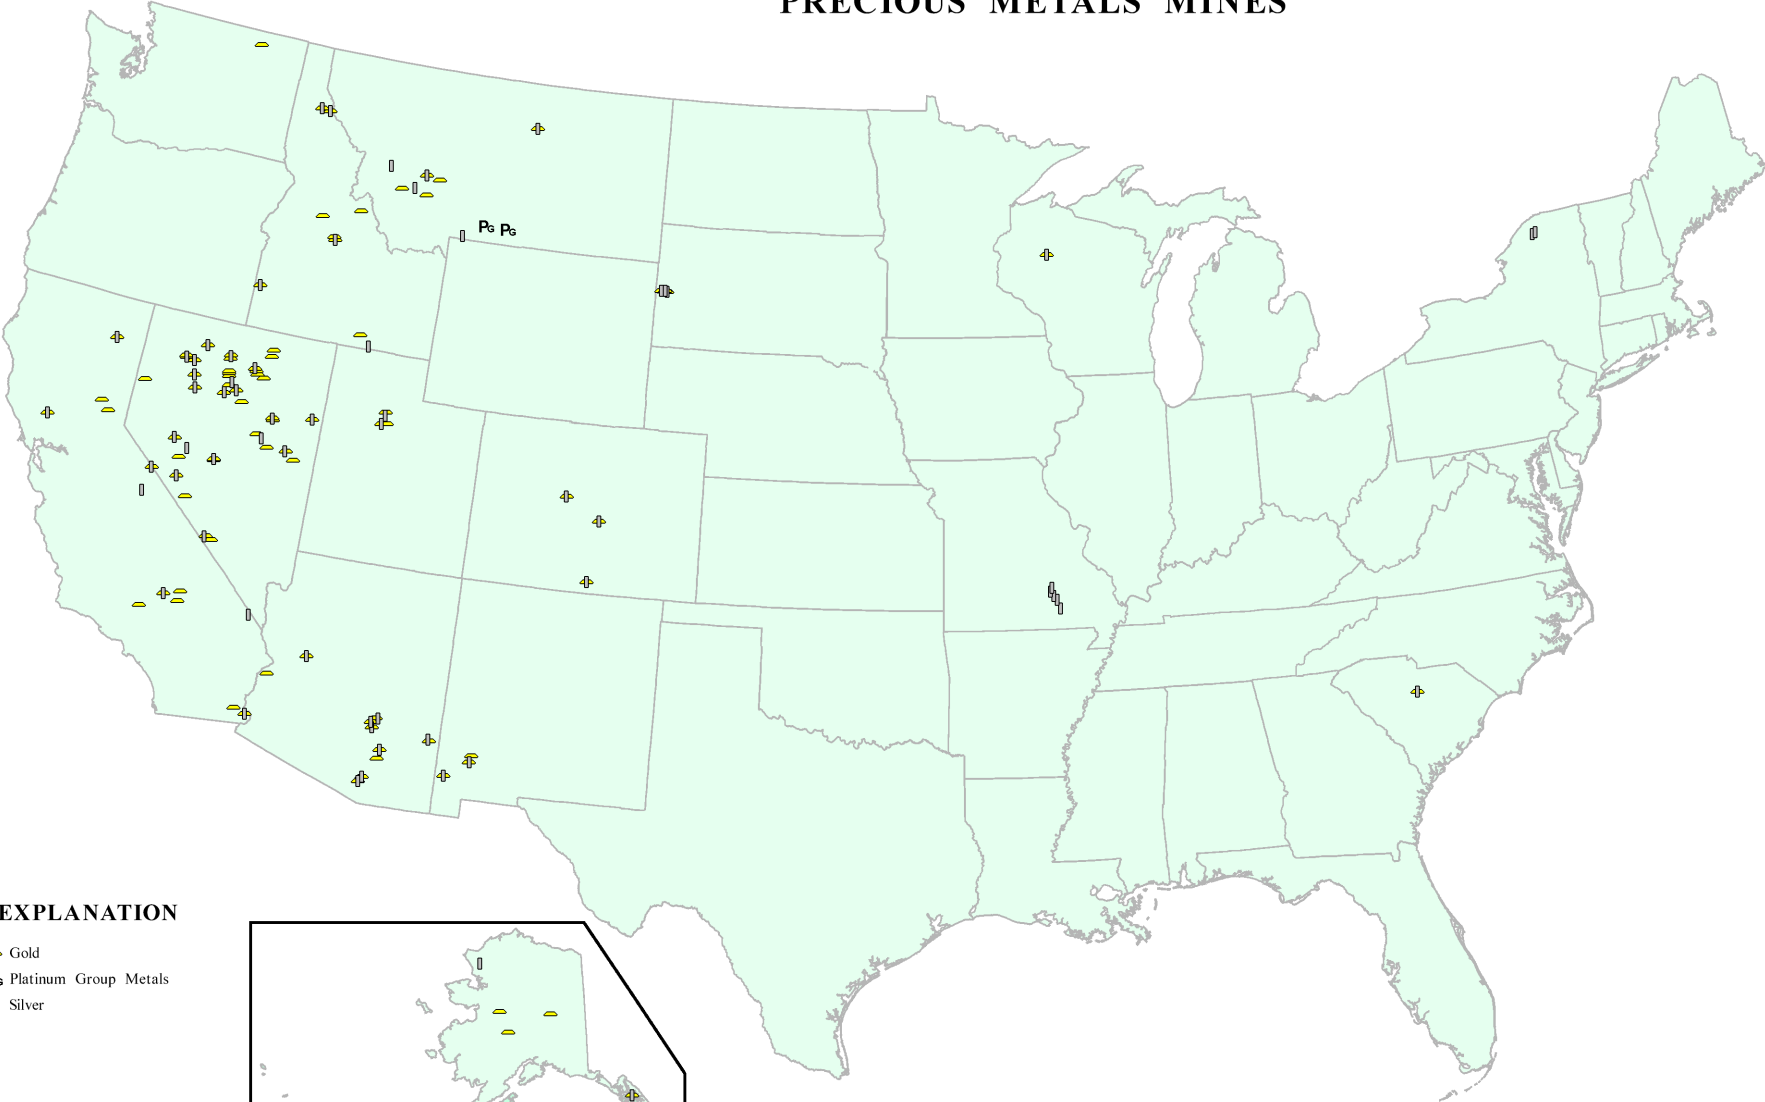 PRECIOUS METALS MINES
PG PG
EXPLANATION
Gold
G Platinum Group Metals
Silver